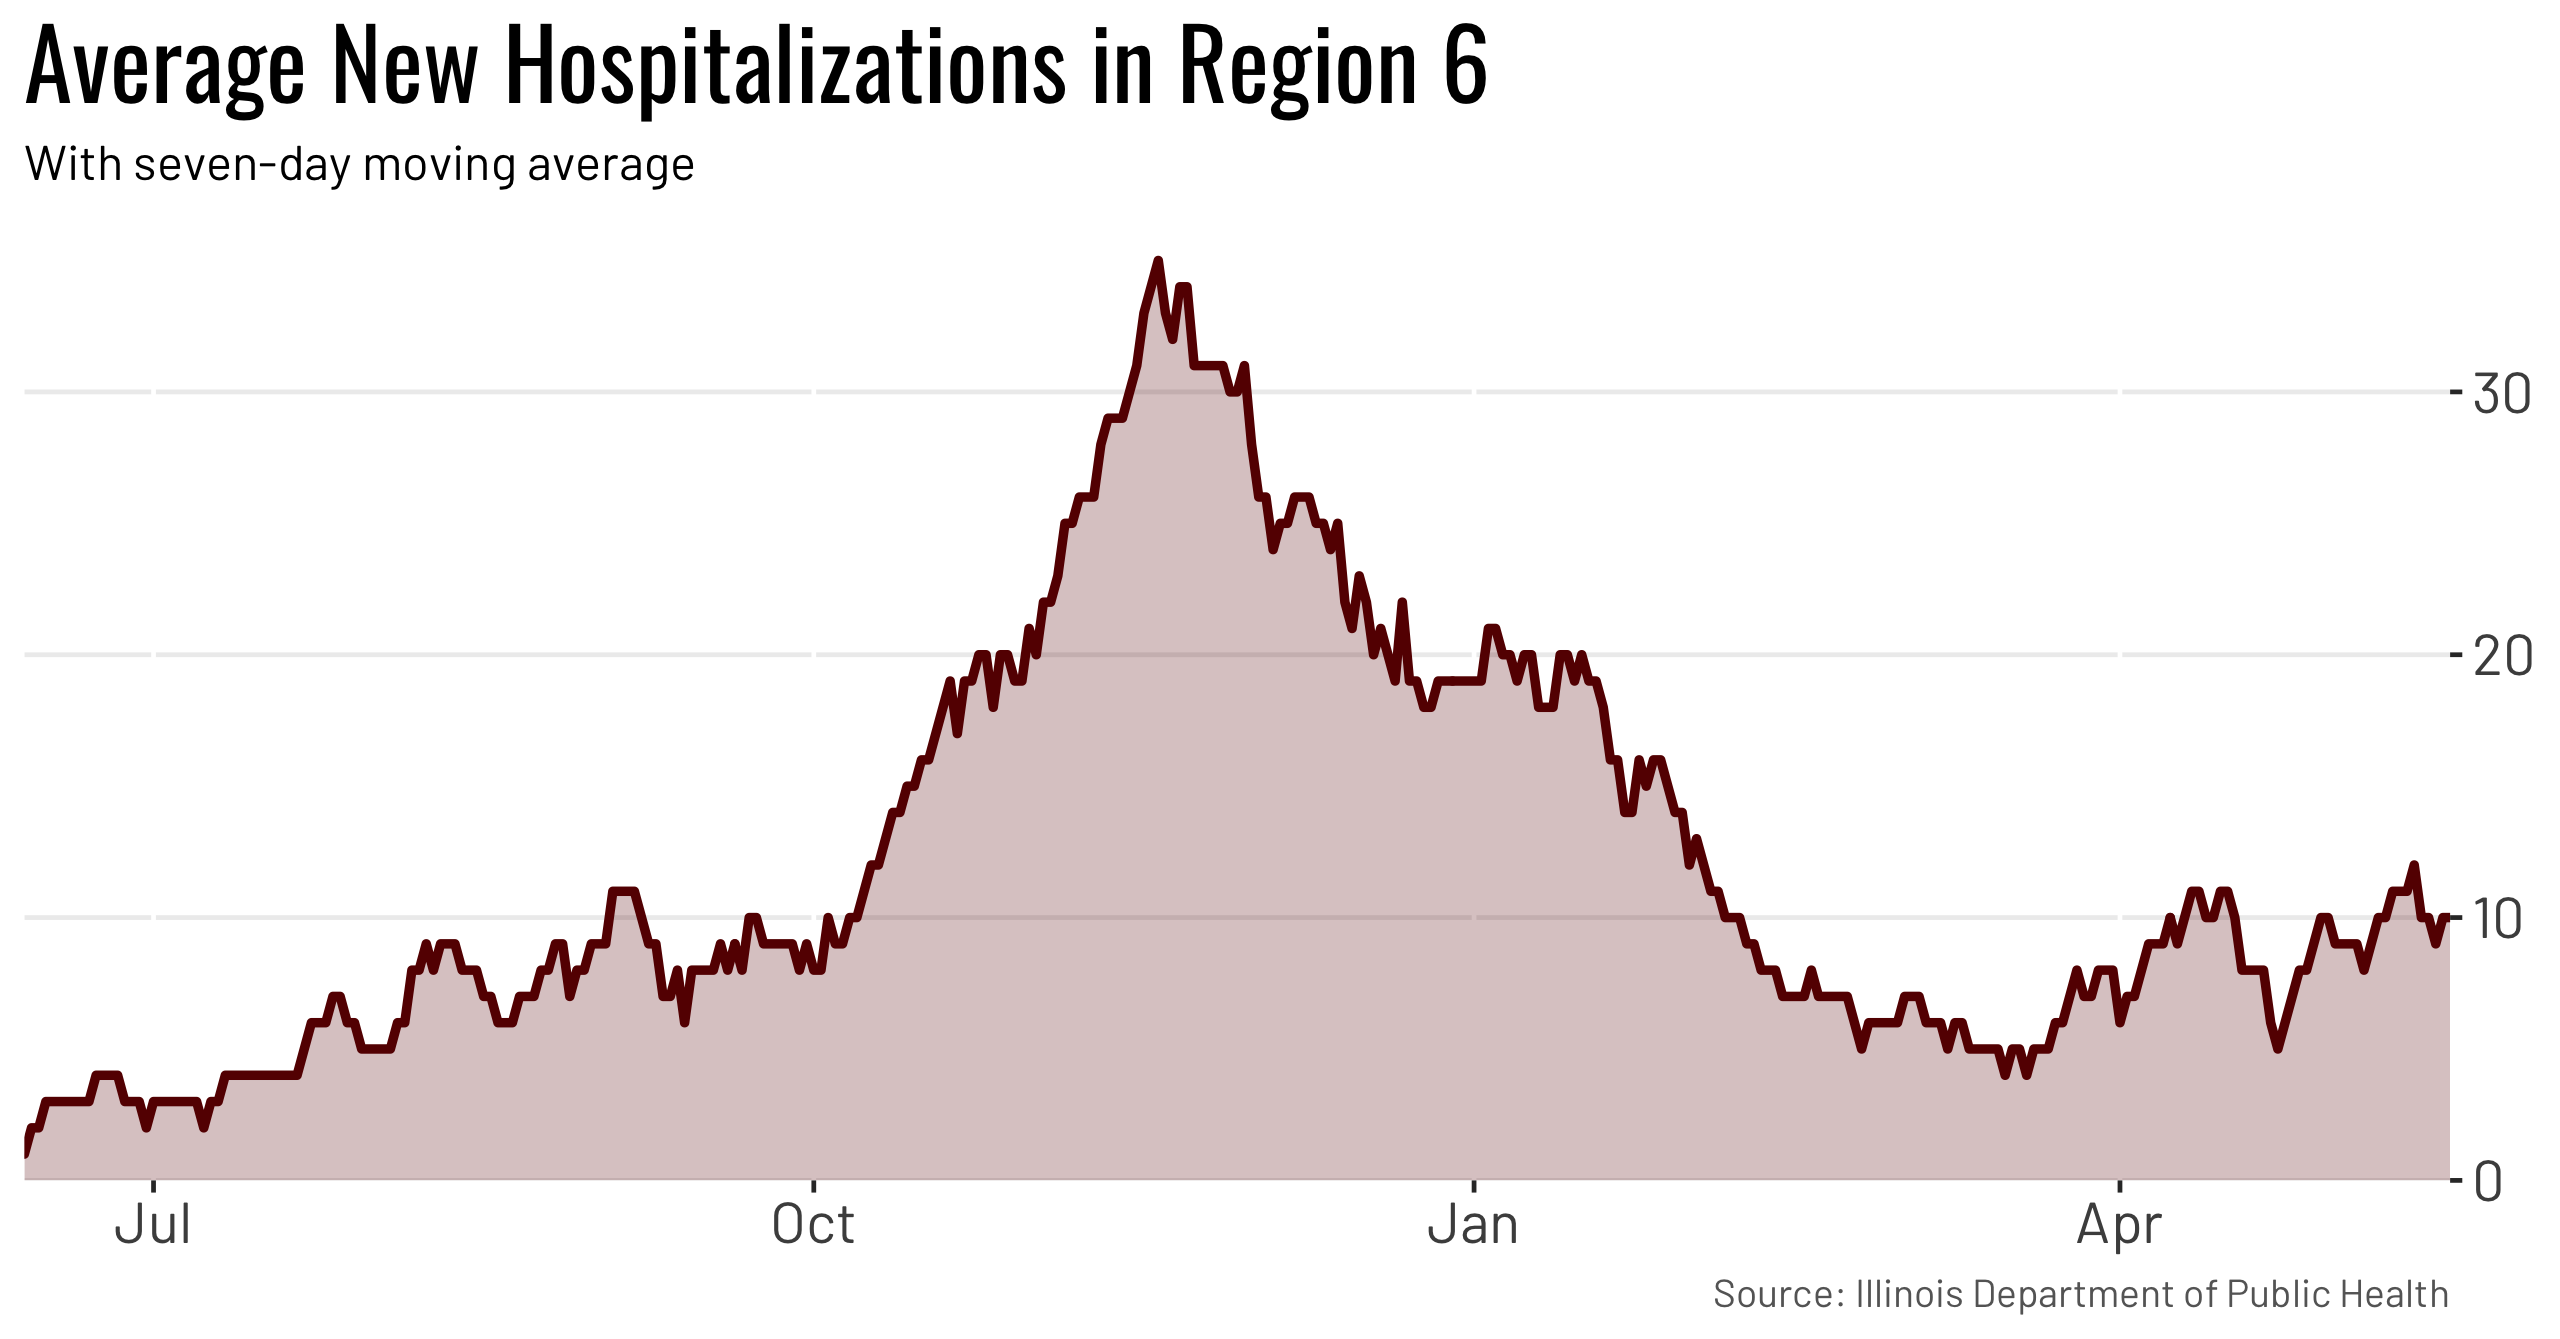 Average New Hospitalizations in Region 6
With seven-day moving average
30
20
10
0
Jul Oct Jan Apr
Source: Illinois Department of Public Health